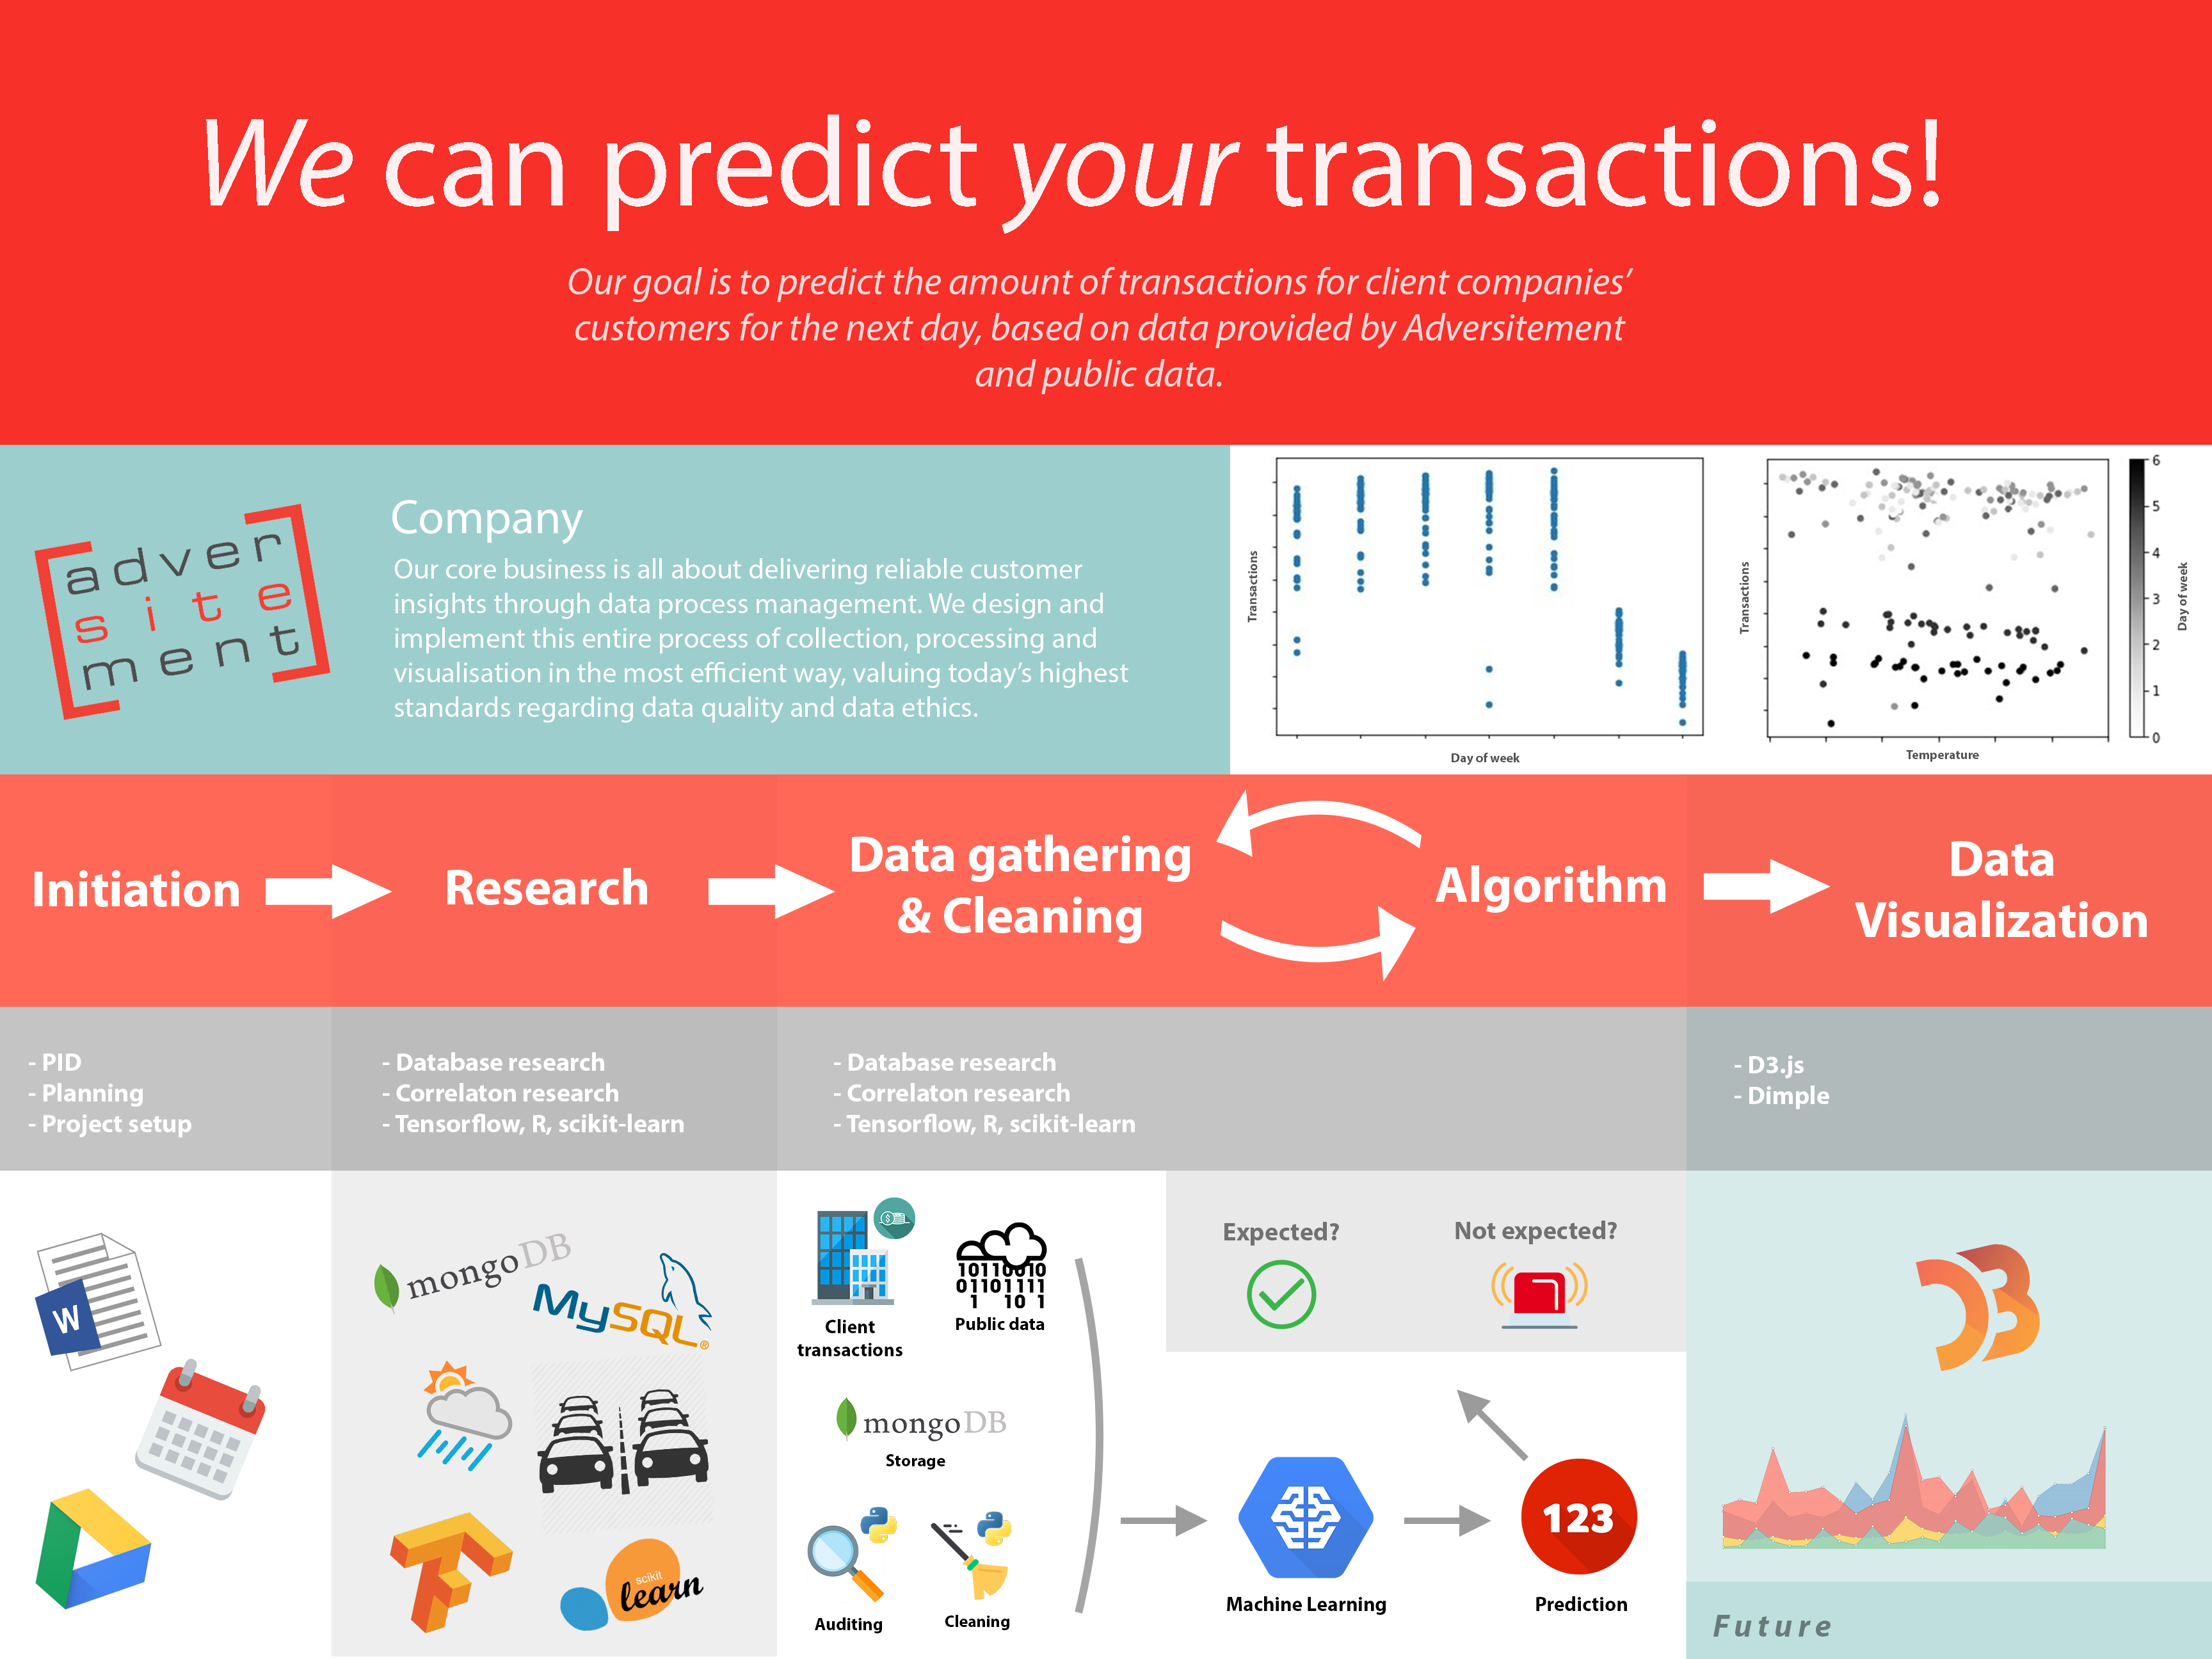 We can predict your transactions!
Our goal is to predict the amount of transactions for client companies'
customers for the next day, based on data provided by Adversitement
and public data.
adver
site
ment
Company
Our core business is all about delivering reliable customer
insights through data process management. We design and
implement this entire process of collection, processing and
visualisation in the most efficient way, valuing today's highest
standards regarding data quality and data ethics.
Transactions
Day of week
Transactions
Temperature
6
5
4
3
2
1
0
Day of week
Initiation
Research
Data gathering
& Cleaning
Algorithm
Data
Visualization
- PID
- Planning
- Project setup
- Database research
- Correlaton research
- Tensorflow, R, scikit-learn
- Database research
- Correlaton research
- Tensorflow, R, scikit-learn
- D3.js
- Dimple
W
mongoDB
MySQL®
scikit
learn
Client
transactions
10110010
01101111
1 10 1
Public data
mongoDB
Storage
Auditing
Cleaning
Expected?
Not expected?
Machine Learning
123
Prediction
D3
Future